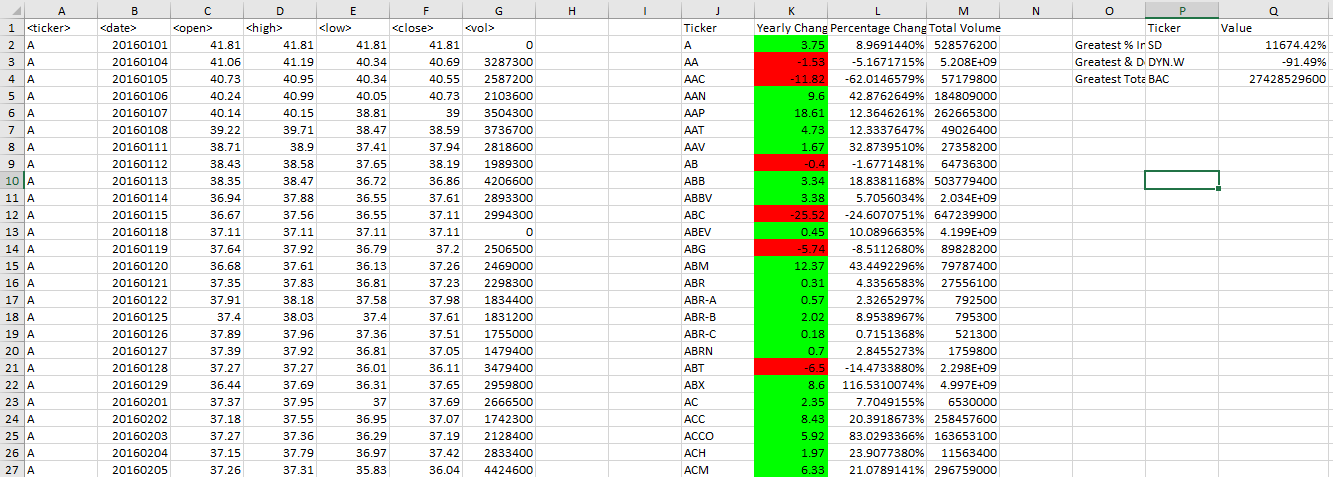 A B C D E F G H I J K L M N O P Q
1 <ticker> <date> <open> <high> <low> <close> <vol> Ticker Yearly Chang Percentage Chang Total Volume Ticker Value
2 A 20160101 41.81 41.81 41.81 41.81 0 A 3.75 8.9691440% 528576200 Greatest % In SD 11674.42%
3 A 20160104 41.06 41.19 40.34 40.69 3287300 AA -1.53 -5.1671715% 5.208E+09 Greatest & D DYN.W -91.49%
4 A 20160105 40.73 40.95 40.34 40.55 2587200 AAC -11.82 -62.0146579% 57179800 Greatest Tota BAC 27428529600
5 A 20160106 40.24 40.99 40.05 40.73 2103600 AAN 9.6 42.8762649% 184809000
6 A 20160107 40.14 40.15 38.81 39 3504300 AAP 18.61 12.3646261% 262665300
7 A 20160108 39.22 39.71 38.47 38.59 3736700 AAT 4.73 12.3337647% 49026400
8 A 20160111 38.71 38.9 37.41 37.94 2818600 AAV 1.67 32.8739510% 27358200
9 A 20160112 38.43 38.58 37.65 38.19 1989300 AB -0.4 -1.6771481% 64736300
10 A 20160113 38.35 38.47 36.72 36.86 4206600 ABB 3.34 18.8381168% 503779400
11 A 20160114 36.94 37.88 36.55 37.61 2893300 ABBV 3.38 5.7056034% 2.034E+09
12 A 20160115 36.67 37.56 36.55 37.11 2994300 ABC -25.52 -24.6070751% 647239900
13 A 20160118 37.11 37.11 37.11 37.11 0 ABEV 0.45 10.0896635% 4.199E+09
14 A 20160119 37.64 37.92 36.79 37.2 2506500 ABG -5.74 -8.5112680% 89828200
15 A 20160120 36.68 37.61 36.13 37.26 2469000 ABM 12.37 43.4492296% 79787400
16 A 20160121 37.35 37.83 36.81 37.23 2298300 ABR 0.31 4.3356583% 27556100
17 A 20160122 37.91 38.18 37.58 37.98 1834400 ABR-A 0.57 2.3265297% 792500
18 A 20160125 37.4 38.03 37.4 37.61 1831200 ABR-B 2.02 8.9538967% 795300
19 A 20160126 37.89 37.96 37.36 37.51 1755000 ABR-C 0.18 0.7151368% 521300
20 A 20160127 37.39 37.92 36.81 37.05 1479400 ABRN 0.7 2.8455273% 1759800
21 A 20160128 37.27 37.27 36.01 36.11 3479400 ABT -6.5 -14.4733880% 2.298E+09
22 A 20160129 36.44 37.69 36.31 37.65 2959800 ABX 8.6 116.5310074% 4.997E+09
23 A 20160201 37.37 37.95 37 37.69 2666500 AC 2.35 7.7049155% 6530000
24 A 20160202 37.18 37.55 36.95 37.07 1742300 ACC 8.43 20.3918673% 258457600
25 A 20160203 37.27 37.36 36.29 37.19 2128400 ACCO 5.92 83.0293366% 163653100
26 A 20160204 37.15 37.79 36.97 37.42 2833400 ACH 1.97 23.9077380% 11563400
27 A 20160205 37.26 37.31 35.83 36.04 4424600 ACM 6.33 21.0789141% 296759000